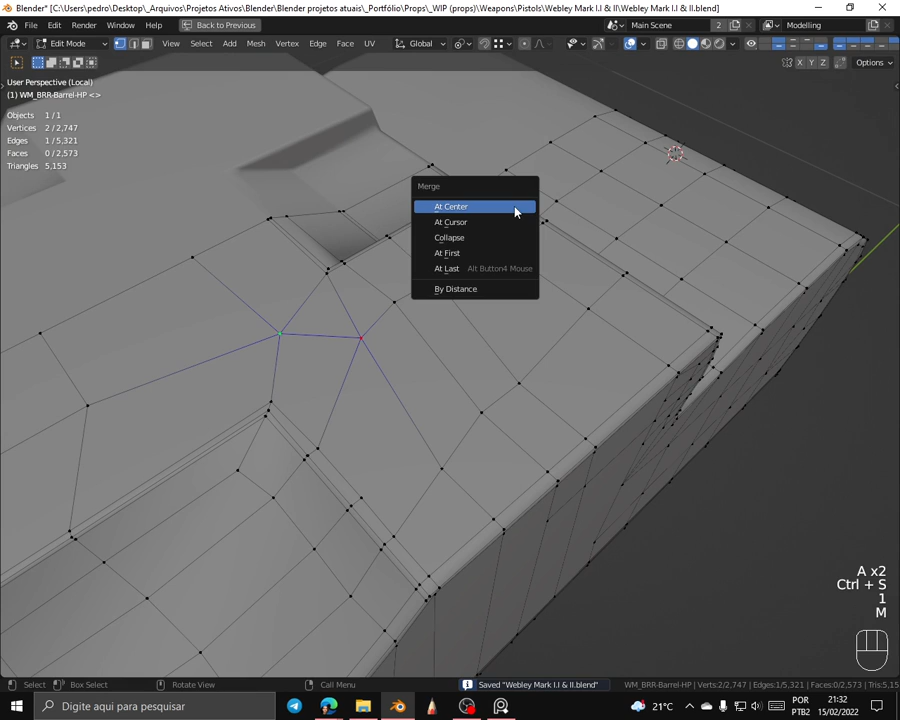 Blender* [C:\Users\pedro\Desktop\_Arquivos\Projetos Ativos\Blender\Blender projetos atuais\_Portfólio\Props\_WIP (props)\Weapons\Pistols\Webley Mark I.I & II\Webley Mark I.I & II.blend]
File Edit Render Window Help Back to Previous Main Scene 2 Modelling
Edit Mode View Select Add Mesh Vertex Edge Face UV Global
X Y Z Options
User Perspective (Local)
(1) WM_BRR-Barrel-HP <>
Objects 1/1
Vertices 2/2,747
Edges 1/5,321
Faces 0/2,573
Triangles 5,153
Merge
At Center
At Cursor
Collapse
At First
At Last Alt Button4 Mouse
By Distance
A x2
Ctrl + S
1
M
Select Box Select Rotate View Call Menu Saved "Webley Mark I.I & II.blend" WM_BRR-Barrel-HP | Verts:2/2,747 | Edges:1/5,321 | Faces:0/2,573 | Tris:5,15
Digite aqui para pesquisar
21°C
POR
PTB2
21:32
15/02/2022